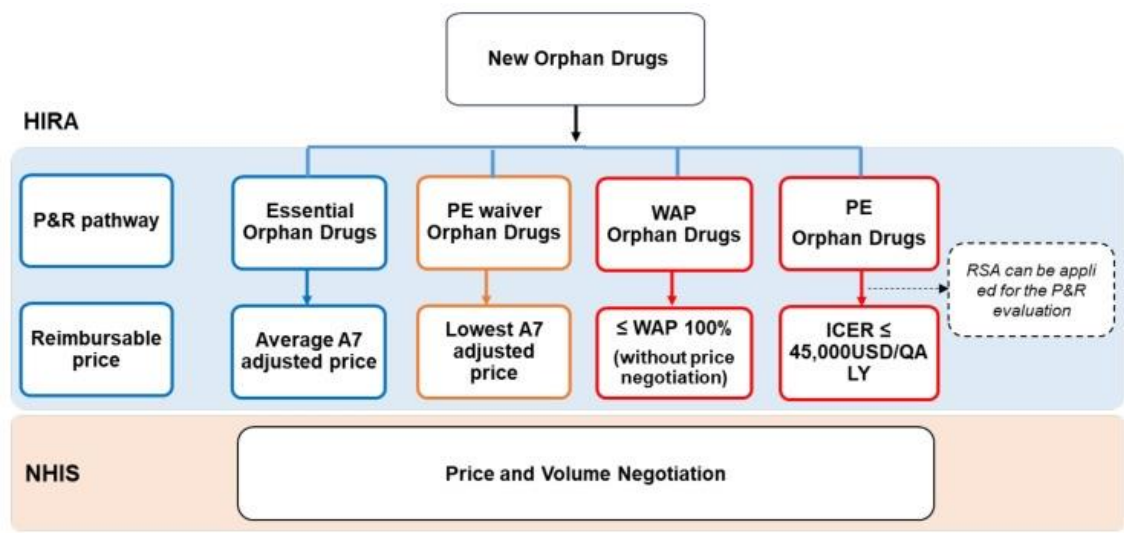 New Orphan Drugs
HIRA
P&R pathway
Essential
Orphan Drugs
PE waiver
Orphan Drugs
WAP
Orphan Drugs
PE
Orphan Drugs
RSA can be appli
ed for the P&R
evaluation
Reimbursable
price
Average A7
adjusted price
Lowest A7
adjusted
price
≤ WAP 100%
(without price
negotiation)
ICER ≤
45,000USD/QA
LY
NHIS
Price and Volume Negotiation